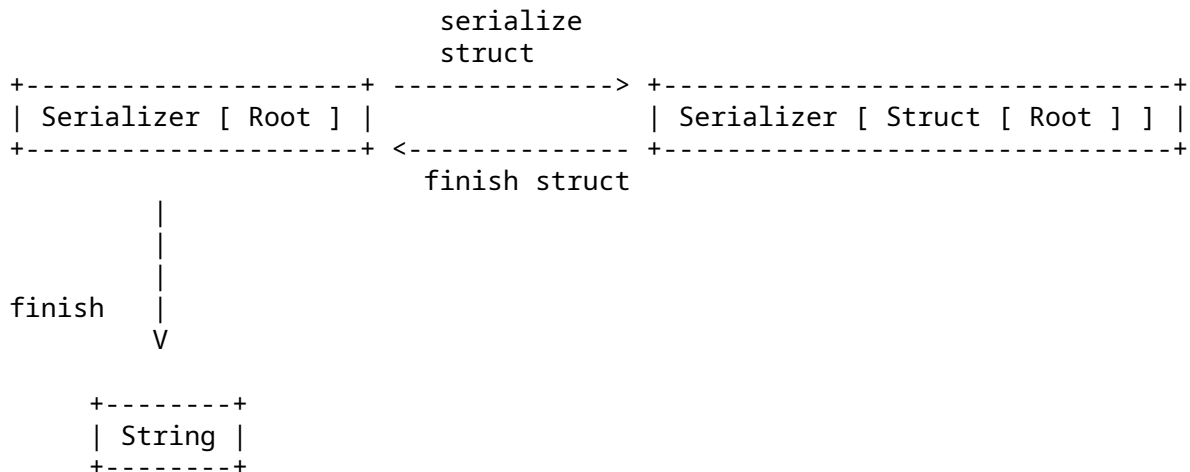 serialize
struct
Serializer [ Root ]
Serializer [ Struct [ Root ] ]
finish struct
finish
String